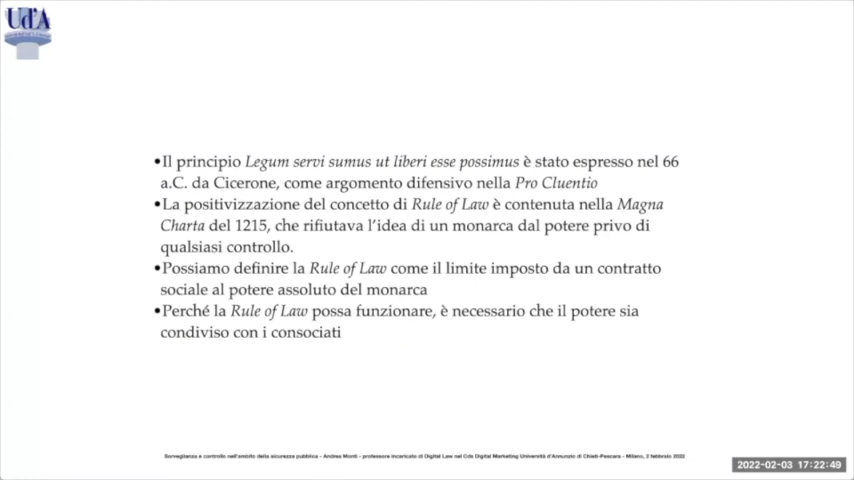 Ud'A
•Il principio Legum servi sumus ut liberi esse possimus è stato espresso nel 66
a.C. da Cicerone, come argomento difensivo nella Pro Cluentio
•La positivizzazione del concetto di Rule of Law è contenuta nella Magna
Charta del 1215, che rifiutava l'idea di un monarca dal potere privo di
qualsiasi controllo.
•Possiamo definire la Rule of Law come il limite imposto da un contratto
sociale al potere assoluto del monarca
•Perché la Rule of Law possa funzionare, è necessario che il potere sia
condiviso con i consociati
Sorveglianza e controllo nell'ambito della sicurezza pubblica - Andrea Monti - professore incaricato di Digital Law nel Cds Digital Marketing Università d'Annunzio di Chieti-Pescara - Milano, 2 febbraio 2022
2022-02-03 17:22:49